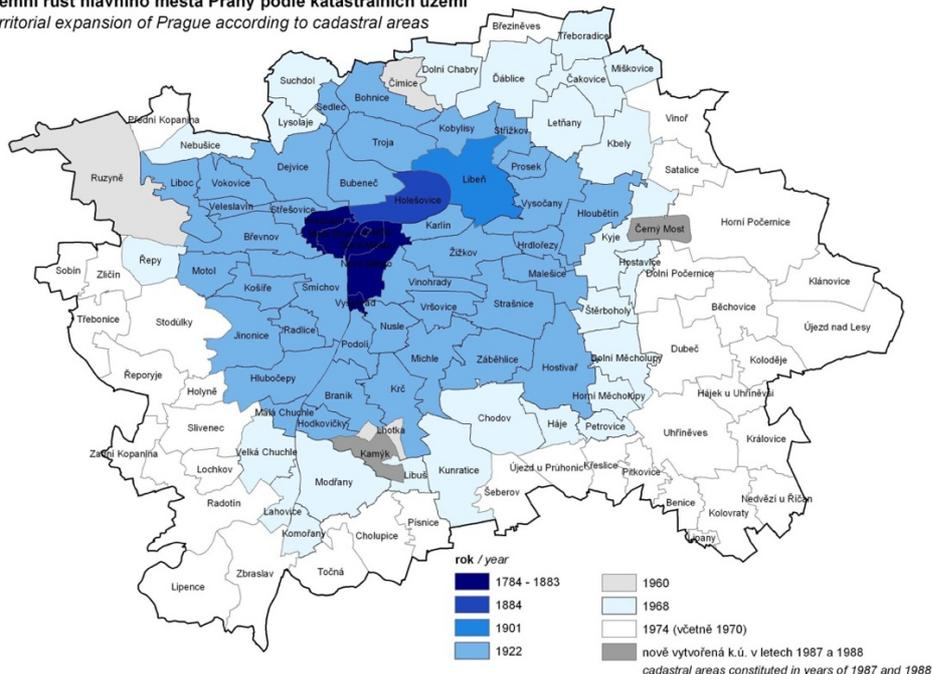 zemní růst hlavního města Prahy podle katastrálních území
rritorial expansion of Prague according to cadastral areas
Březiněves
Třeboradice
Dolní Chabry
Miškovice
Čimice
Ďáblice
Čakovice
Suchdol
Bohnice
Sedlec
Vinoř
Přední Kopanina
Lysolaje
Kobylisy
Střížkov
Letňany
Troja
Kbely
Nebušice
Prosek
Satalice
Dejvice
Ruzyně
Liboc
Vokovice
Bubeneč
Libeň
Holešovice
Vysočany
Veleslavín
Střešovice
Hloubětín
Karlín
Horní Počernice
Černý Most
Břevnov
Kyje
Hrdlořezy
Žižkov
Řepy
Hostavice
Sobín
Zličín
Motol
Malešice
Dolní Počernice
Klánovice
Košíře
Smíchov
Vinohrady
Strašnice
Vršovice
Štěrboholy
Běchovice
Třebonice
Stodůlky
Nusle
Újezd nad Lesy
Jinonice
Radlice
Podolí
Dubeč
Michle
Záběhlice
Dolní Měcholupy
Koloděje
Hostivař
Řeporyje
Hlubočepy
Holyně
Krč
Braník
Hájek u Uhříněvsi
Horní Měcholupy
Malá Chuchle
Hodkovičky
Chodov
Háje
Petrovice
Slivenec
Lhotka
Uhříněves
Královice
Zadní Kopanina
Velká Chuchle
Kamýk
Lochkov
Kunratice
Újezd u Průhonic
Křeslice
Pitkovice
Libuš
Modřany
Nedvězí u Říčan
Šeberov
Radotín
Benice
Kolovraty
Lahovice
Písnice
Komořany
Cholupice
Lipany
rok / year
Točná
Zbraslav
Lipence
1784 - 1883
1884
1901
1922
1960
1968
1974 (včetně 1970)
nově vytvořená k.ú. v letech 1987 a 1988
cadastral areas constituted in years of 1987 and 1988